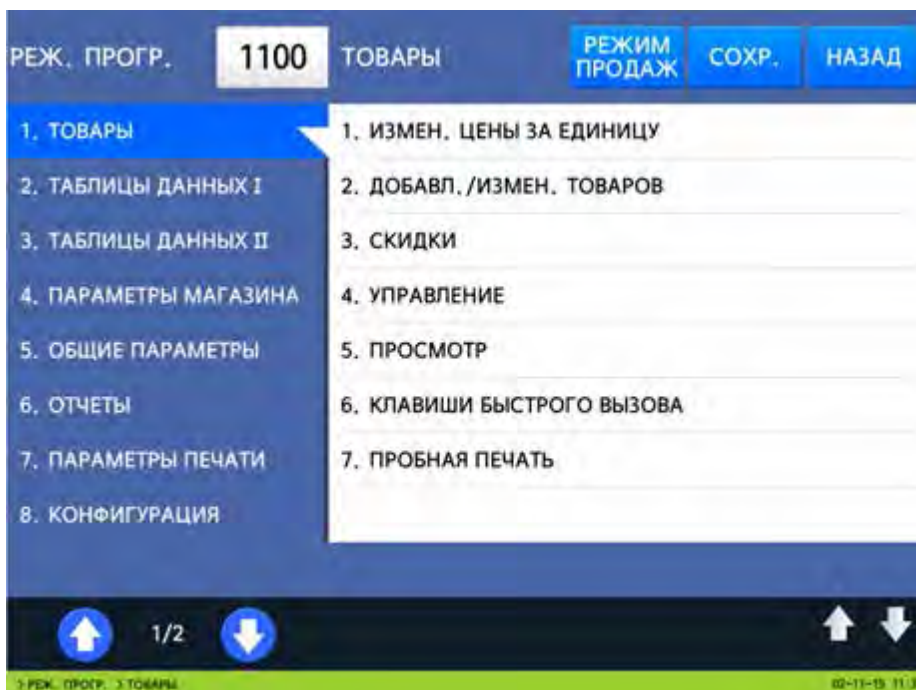 РЕЖ. ПРОГР. 1100 ТОВАРЫ РЕЖИМ ПРОДАЖ СОХР. НАЗАД
1. ТОВАРЫ
2. ТАБЛИЦЫ ДАННЫХ I
3. ТАБЛИЦЫ ДАННЫХ II
4. ПАРАМЕТРЫ МАГАЗИНА
5. ОБЩИЕ ПАРАМЕТРЫ
6. ОТЧЕТЫ
7. ПАРАМЕТРЫ ПЕЧАТИ
8. КОНФИГУРАЦИЯ
1. ИЗМЕН. ЦЕНЫ ЗА ЕДИНИЦУ
2. ДОБАВЛ./ИЗМЕН. ТОВАРОВ
3. СКИДКИ
4. УПРАВЛЕНИЕ
5. ПРОСМОТР
6. КЛАВИШИ БЫСТРОГО ВЫЗОВА
7. ПРОБНАЯ ПЕЧАТЬ
1/2
>РЕЖ. ПРОГР. >ТОВАРЫ